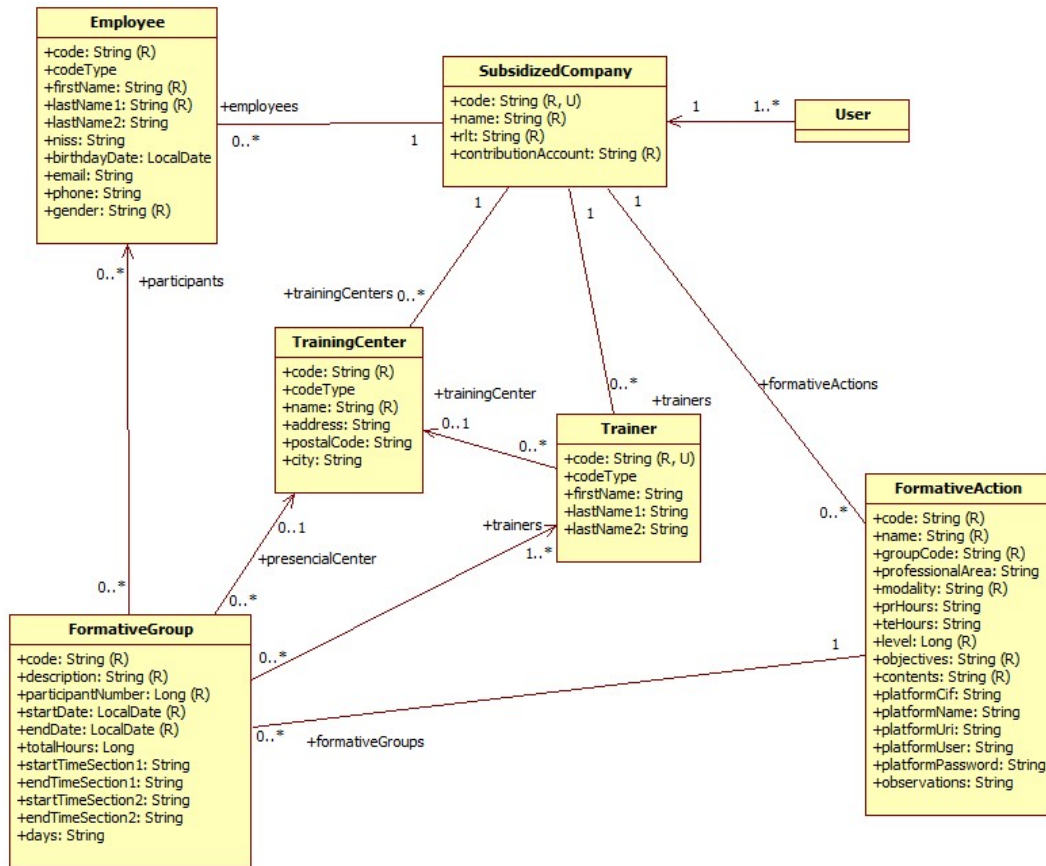 Employee
+code: String (R)
+codeType
+firstName: String (R)
+lastName1: String (R)
+lastName2: String
+niss: String
+birthdayDate: LocalDate
+email: String
+phone: String
+gender: String (R)
+employees
0..*
1
SubsidizedCompany
+code: String (R, U)
+name: String (R)
+rlt: String (R)
+contributionAccount: String (R)
1
1..*
User
1
1
1
0..*
+participants
+trainingCenters
0..*
TrainingCenter
+code: String (R)
+codeType
+name: String (R)
+address: String
+postalCode: String
+city: String
+trainingCenter
0..1
0..*
0..*
+trainers
+formativeActions
Trainer
+code: String (R, U)
+codeType
+firstName: String
+lastName1: String
+lastName2: String
0..*
FormativeAction
+code: String (R)
+name: String (R)
+groupCode: String (R)
+professionalArea: String
+modality: String (R)
+prHours: String
+teHours: String
+level: Long (R)
+objectives: String (R)
+contents: String (R)
+platformCif: String
+platformName: String
+platformUri: String
+platformUser: String
+platformPassword: String
+observations: String
0..1
+presencialCenter
+trainers
1..*
0..*
0..*
0..*
1
FormativeGroup
+code: String (R)
+description: String (R)
+participantNumber: Long (R)
+startDate: LocalDate (R)
+endDate: LocalDate (R)
+totalHours: Long
+startTimeSection1: String
+endTimeSection1: String
+startTimeSection2: String
+endTimeSection2: String
+days: String
0..*
+formativeGroups